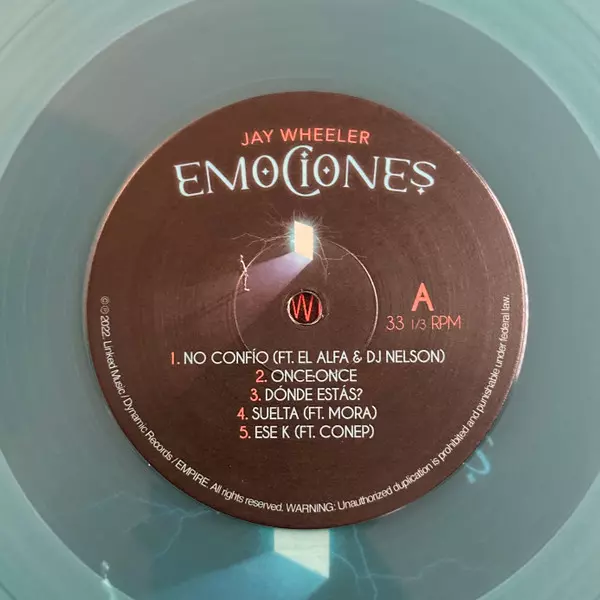 JAY WHEELER
EMOCIONES
A
33 1/3 RPM
1. NO CONFÍO (FT. EL ALFA & DJ NELSON)
2. ONCE:ONCE
3. DÓNDE ESTÁS?
4. SUELTA (FT. MORA)
5. ESE K (FT. CONEP)
©℗2022 Linked Music / Dynamic Records / EMPIRE. All rights reserved. WARNING: Unauthorized duplication is prohibited and punishable under federal law.